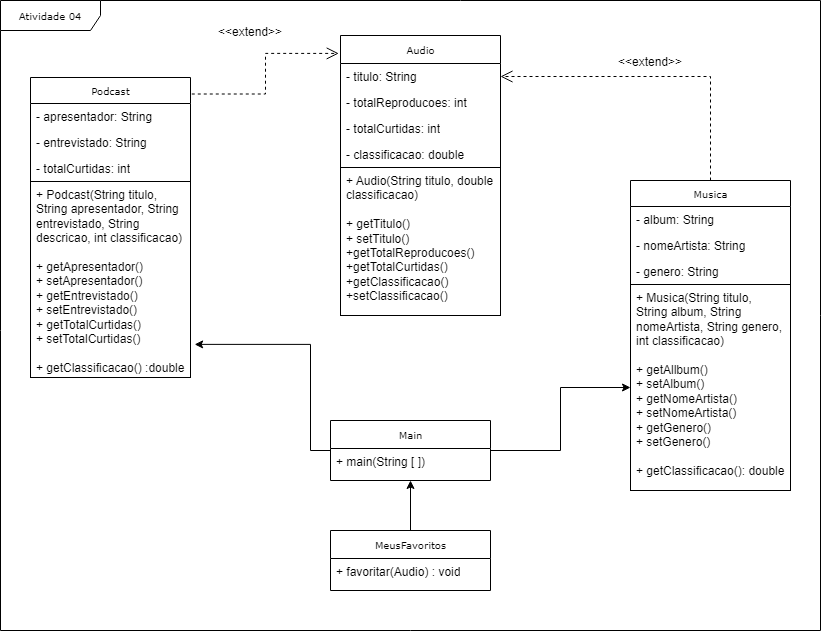 Atividade 04
<<extend>>
<<extend>>
Podcast
- apresentador: String
- entrevistado: String
- totalCurtidas: int
+ Podcast(String titulo,
String apresentador, String
entrevistado, String
descricao, int classificacao)
+ getApresentador()
+ setApresentador()
+ getEntrevistado()
+ setEntrevistado()
+ getTotalCurtidas()
+ setTotalCurtidas()
+ getClassificacao() :double
Audio
- titulo: String
- totalReproducoes: int
- totalCurtidas: int
- classificacao: double
+ Audio(String titulo, double
classificacao)
+ getTitulo()
+ setTitulo()
+getTotalReproducoes()
+getTotalCurtidas()
+getClassificacao()
+setClassificacao()
Musica
- album: String
- nomeArtista: String
- genero: String
+ Musica(String titulo,
String album, String
nomeArtista, String genero,
int classificacao)
+ getAllbum()
+ setAlbum()
+ getNomeArtista()
+ setNomeArtista()
+ getGenero()
+ setGenero()
+ getClassificacao(): double
Main
+ main(String [ ])
MeusFavoritos
+ favoritar(Audio) : void